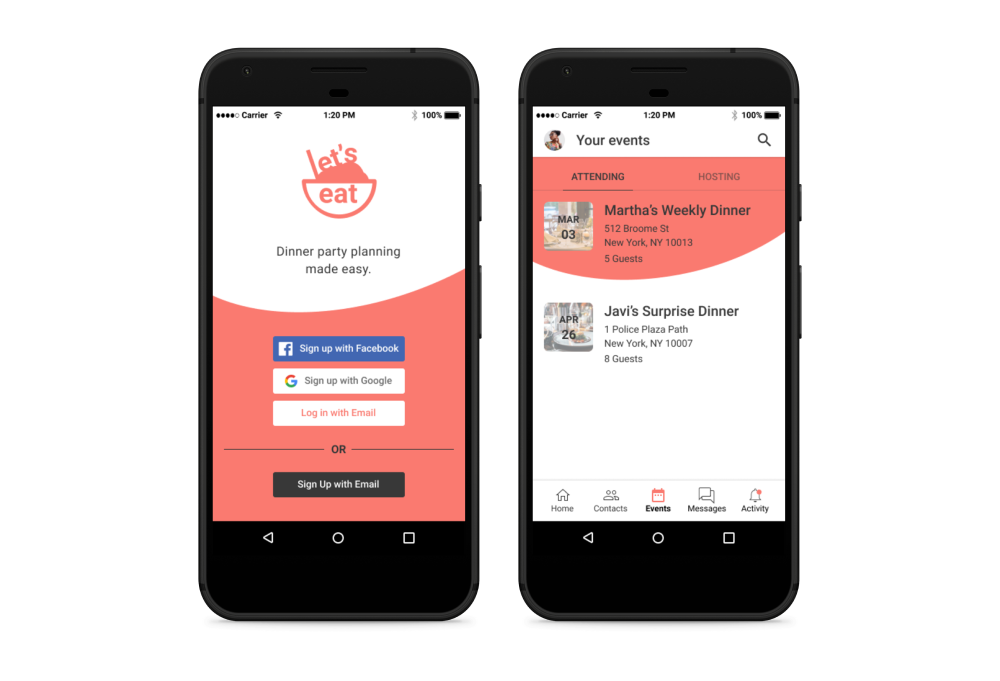 Carrier 1:20 PM 100%
let's
eat
Dinner party planning
made easy.
Sign up with Facebook
Sign up with Google
Log in with Email
OR
Sign Up with Email
Carrier 1:20 PM 100%
Your events
ATTENDING HOSTING
MAR
03
Martha’s Weekly Dinner
512 Broome St
New York, NY 10013
5 Guests
APR
26
Javi’s Surprise Dinner
1 Police Plaza Path
New York, NY 10007
8 Guests
Home Contacts Events Messages Activity